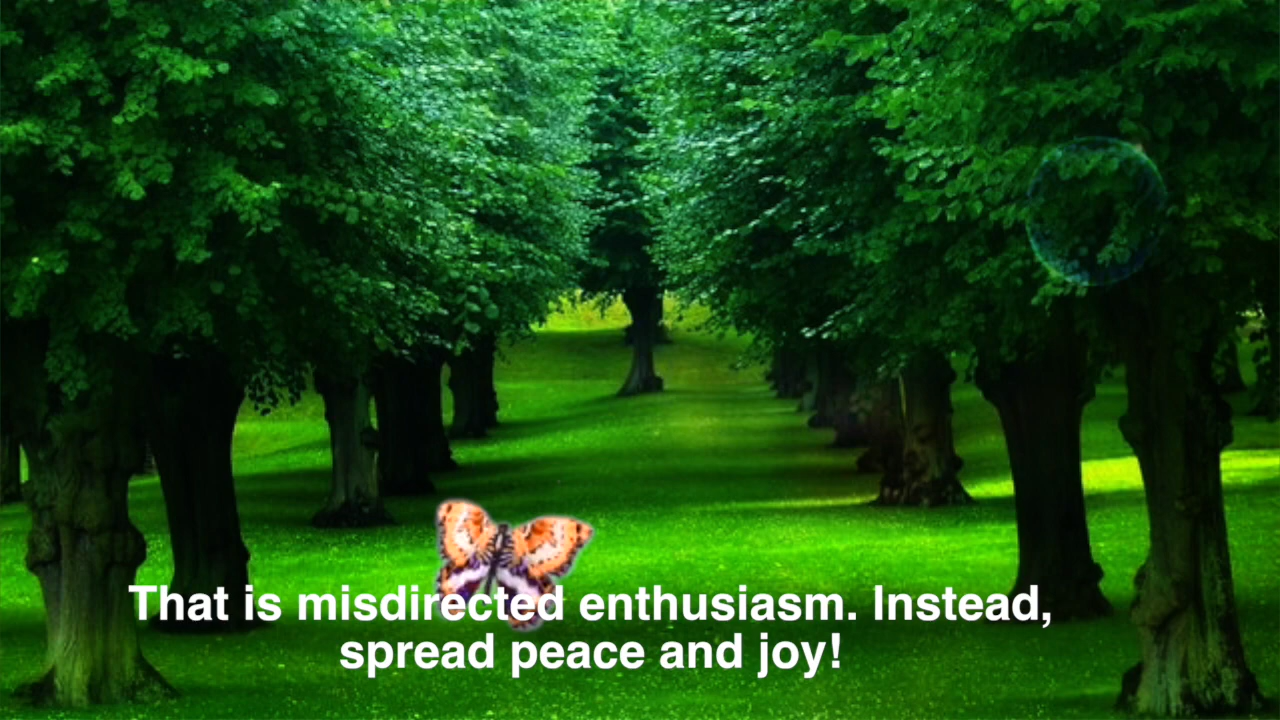 That is misdirected enthusiasm. Instead,
spread peace and joy!